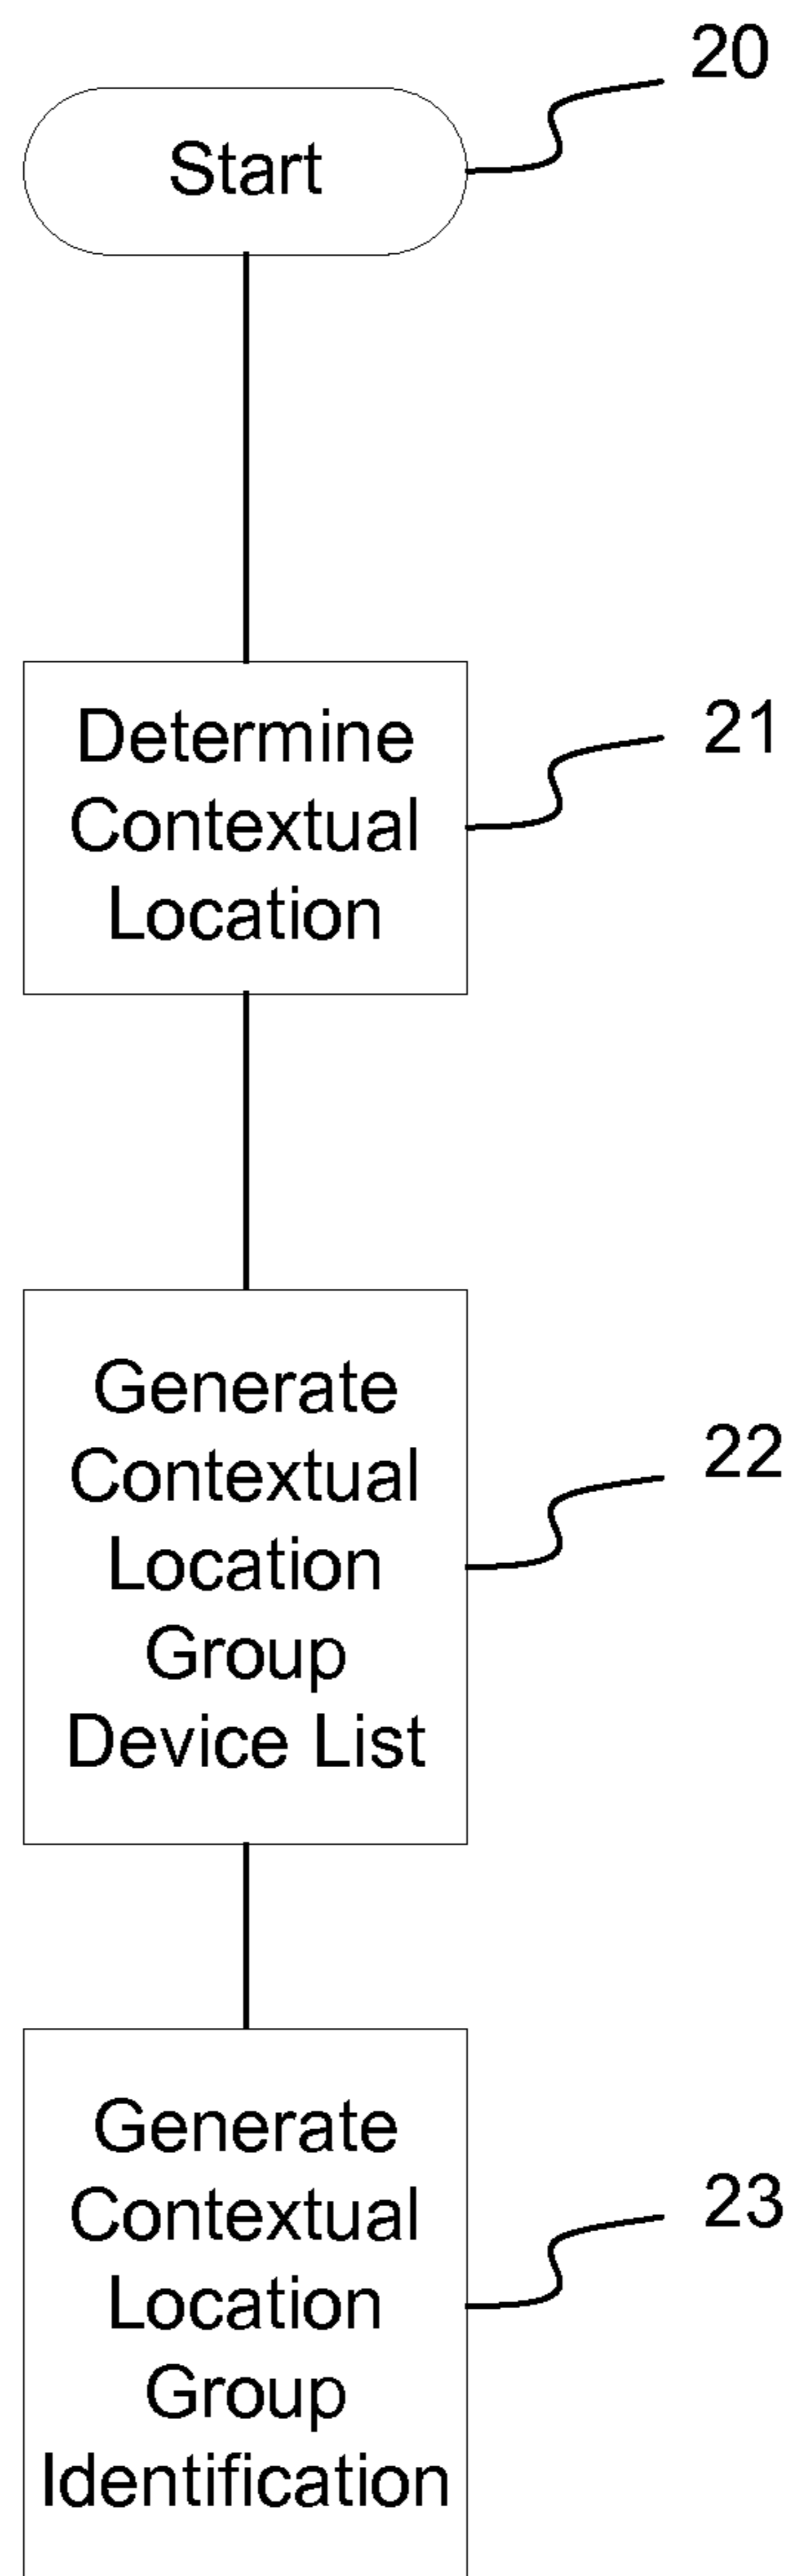 20
Start
21
Determine
Contextual
Location
22
Generate
Contextual
Location
Group
Device List
23
Generate
Contextual
Location
Group
Identification